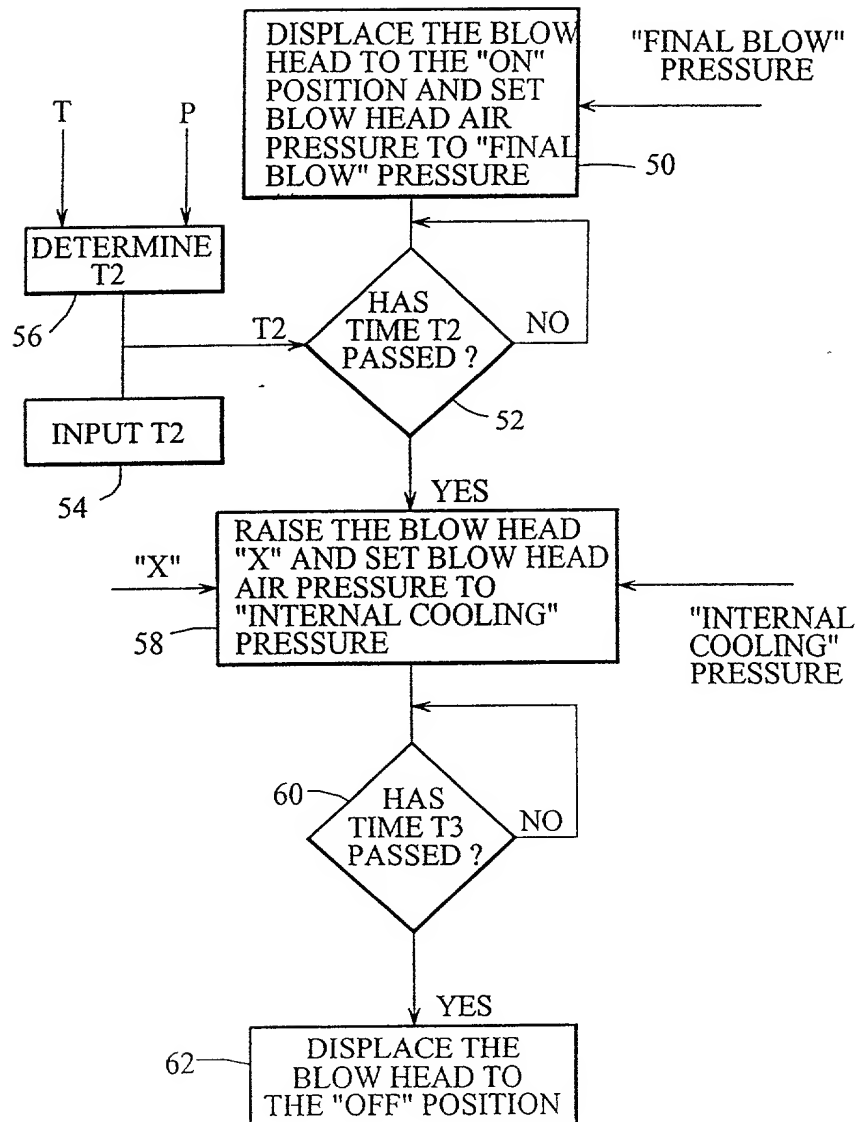 DISPLACE THE BLOW
HEAD TO THE "ON"
POSITION AND SET
BLOW HEAD AIR
PRESSURE TO "FINAL
BLOW" PRESSURE
"FINAL BLOW"
PRESSURE
50
T
P
DETERMINE
T2
56
T2
HAS
TIME T2
PASSED ?
NO
52
INPUT T2
54
YES
RAISE THE BLOW HEAD
"X" AND SET BLOW HEAD
AIR PRESSURE TO
"INTERNAL COOLING"
PRESSURE
"X"
58
"INTERNAL
COOLING"
PRESSURE
60
HAS
TIME T3
PASSED ?
NO
YES
62
DISPLACE THE
BLOW HEAD TO
THE "OFF" POSITION